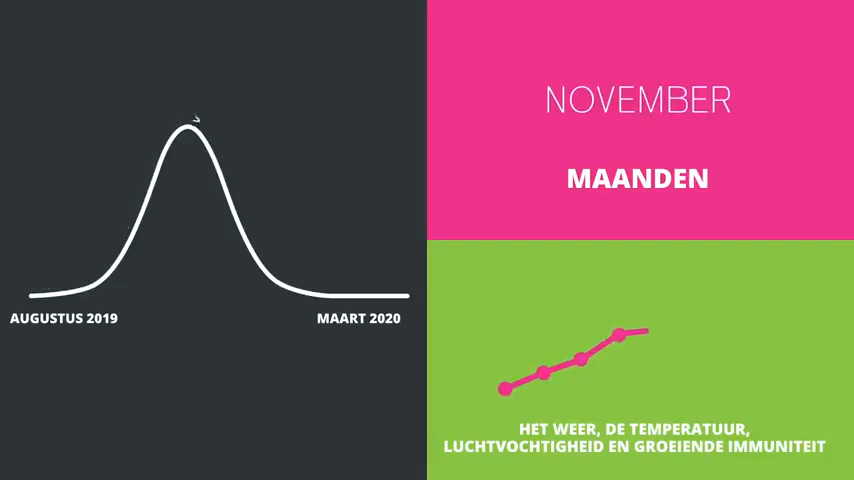 AUGUSTUS 2019
MAART 2020
NOVEMBER
MAANDEN
HET WEER, DE TEMPERATUUR,
LUCHTVOCHTIGHEID EN GROEIENDE IMMUNITEIT